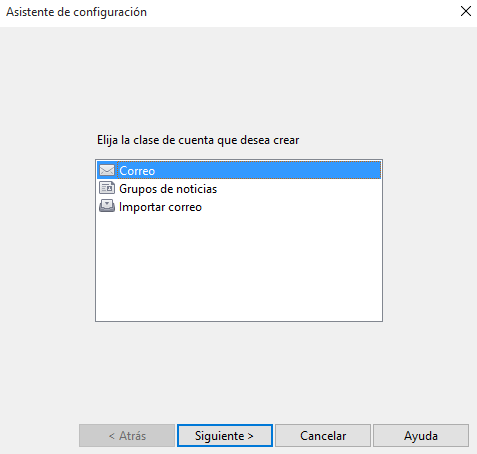 Asistente de configuración
Elija la clase de cuenta que desea crear
Correo
Grupos de noticias
Importar correo
< Atrás
Siguiente >
Cancelar
Ayuda